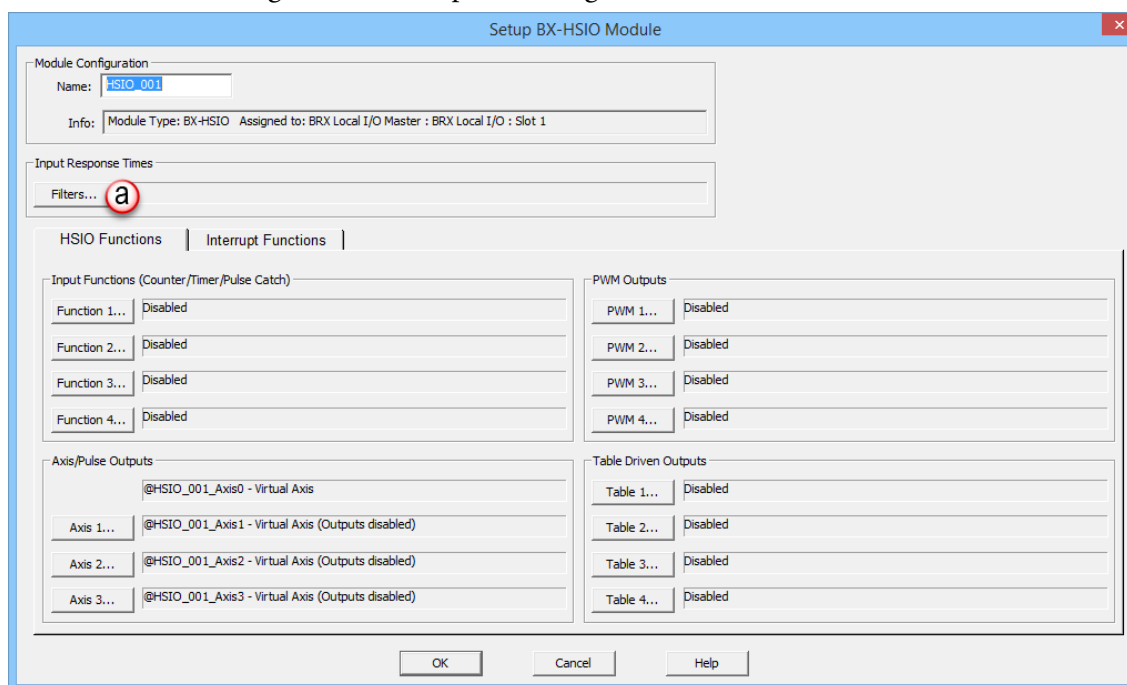 Setup BX-HSIO Module
Module Configuration
Name: HSIO_001
Info: Module Type: BX-HSIO Assigned to: BRX Local I/O Master : BRX Local I/O : Slot 1
Input Response Times
Filters... a
HSIO Functions Interrupt Functions
Input Functions (Counter/Timer/Pulse Catch)
Function 1... Disabled
Function 2... Disabled
Function 3... Disabled
Function 4... Disabled
PWM Outputs
PWM 1... Disabled
PWM 2... Disabled
PWM 3... Disabled
PWM 4... Disabled
Axis/Pulse Outputs
@HSIO_001_Axis0 - Virtual Axis
Axis 1... @HSIO_001_Axis1 - Virtual Axis (Outputs disabled)
Axis 2... @HSIO_001_Axis2 - Virtual Axis (Outputs disabled)
Axis 3... @HSIO_001_Axis3 - Virtual Axis (Outputs disabled)
Table Driven Outputs
Table 1... Disabled
Table 2... Disabled
Table 3... Disabled
Table 4... Disabled
OK Cancel Help